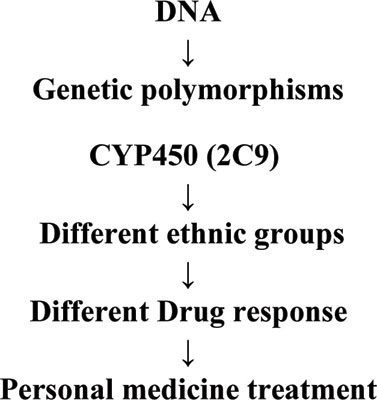 DNA
↓
Genetic polymorphisms
CYP450 (2C9)
↓
Different ethnic groups
↓
Different Drug response
↓
Personal medicine treatment